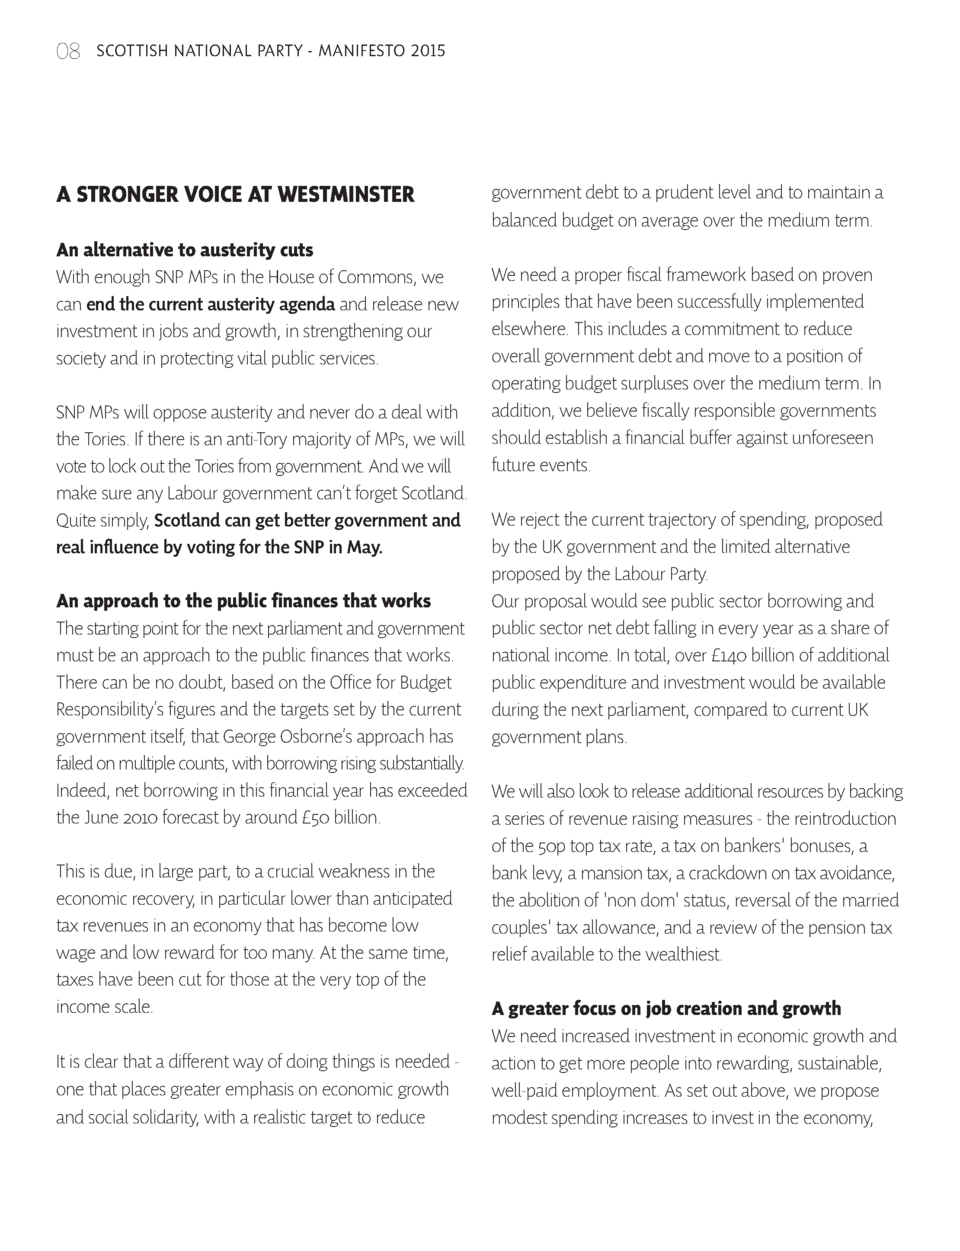 08 SCOTTISH NATIONAL PARTY - MANIFESTO 2015
A STRONGER VOICE AT WESTMINSTER
An alternative to austerity cuts
With enough SNP MPs in the House of Commons, we
can end the current austerity agenda and release new
investment in jobs and growth, in strengthening our
society and in protecting vital public services.
SNP MPs will oppose austerity and never do a deal with
the Tories. If there is an anti-Tory majority of MPs, we will
vote to lock out the Tories from government. And we will
make sure any Labour government can't forget Scotland.
Quite simply, Scotland can get better government and
real influence by voting for the SNP in May.
An approach to the public finances that works
The starting point for the next parliament and government
must be an approach to the public finances that works.
There can be no doubt, based on the Office for Budget
Responsibility's figures and the targets set by the current
government itself, that George Osborne's approach has
failed on multiple counts, with borrowing rising substantially.
Indeed, net borrowing in this financial year has exceeded
the June 2010 forecast by around £50 billion.
This is due, in large part, to a crucial weakness in the
economic recovery, in particular lower than anticipated
tax revenues in an economy that has become low
wage and low reward for too many. At the same time,
taxes have been cut for those at the very top of the
income scale.
It is clear that a different way of doing things is needed -
one that places greater emphasis on economic growth
and social solidarity, with a realistic target to reduce
government debt to a prudent level and to maintain a
balanced budget on average over the medium term.
We need a proper fiscal framework based on proven
principles that have been successfully implemented
elsewhere. This includes a commitment to reduce
overall government debt and move to a position of
operating budget surpluses over the medium term. In
addition, we believe fiscally responsible governments
should establish a financial buffer against unforeseen
future events.
We reject the current trajectory of spending, proposed
by the UK government and the limited alternative
proposed by the Labour Party.
Our proposal would see public sector borrowing and
public sector net debt falling in every year as a share of
national income. In total, over £140 billion of additional
public expenditure and investment would be available
during the next parliament, compared to current UK
government plans.
We will also look to release additional resources by backing
a series of revenue raising measures - the reintroduction
of the 50p top tax rate, a tax on bankers' bonuses, a
bank levy, a mansion tax, a crackdown on tax avoidance,
the abolition of 'non dom' status, reversal of the married
couples' tax allowance, and a review of the pension tax
relief available to the wealthiest.
A greater focus on job creation and growth
We need increased investment in economic growth and
action to get more people into rewarding, sustainable,
well-paid employment. As set out above, we propose
modest spending increases to invest in the economy,